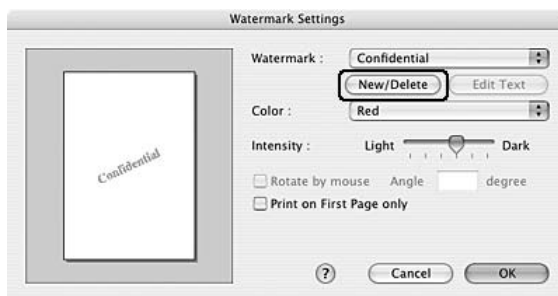 Watermark Settings
Watermark : Confidential
New/Delete Edit Text
Color : Red
Intensity : Light Dark
Confidential
Rotate by mouse Angle degree
Print on First Page only
? Cancel OK